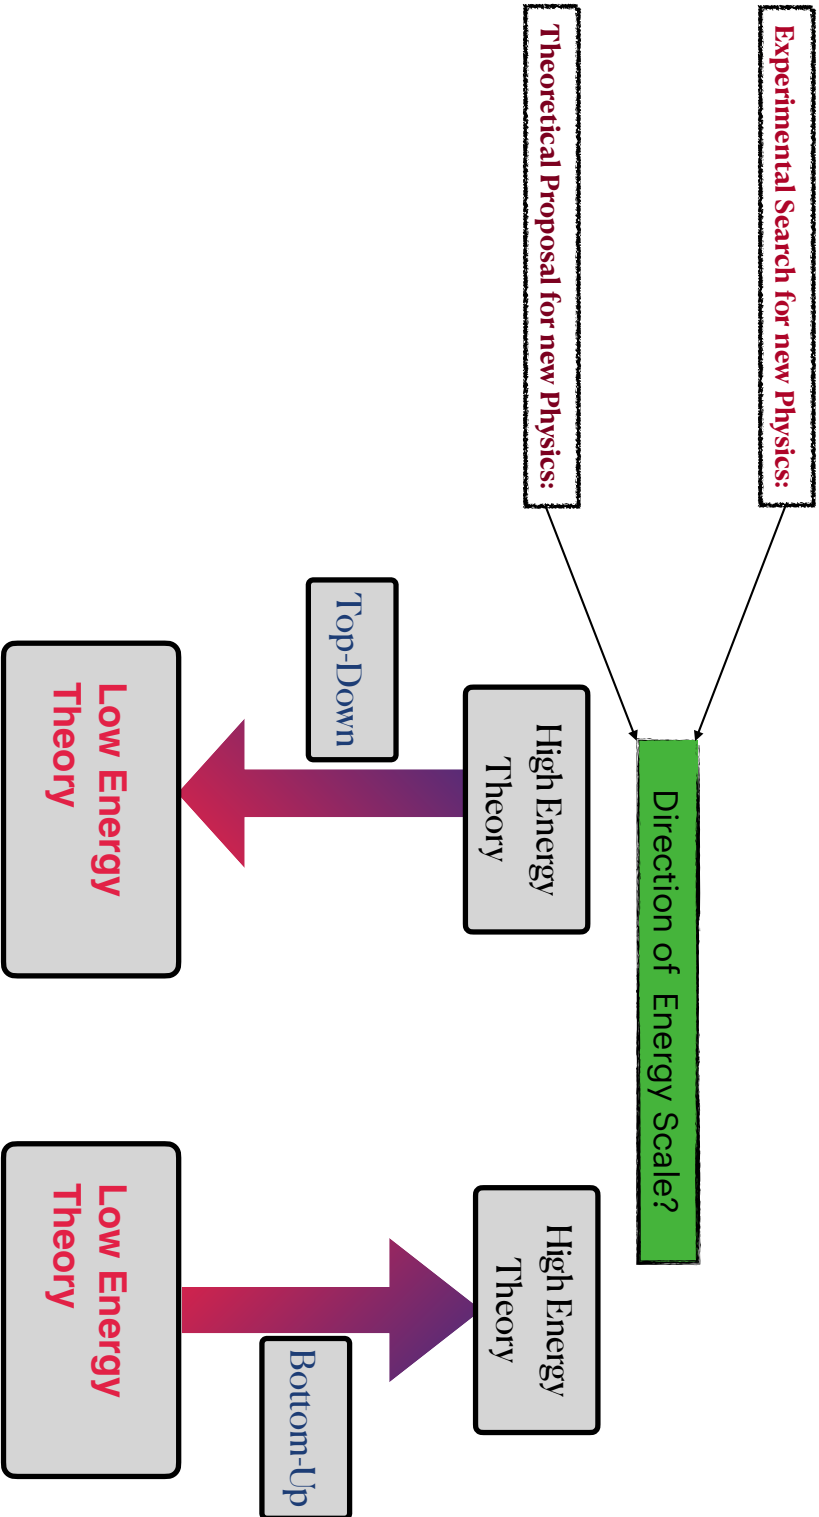 Experimental Search for new Physics:
Theoretical Proposal for new Physics:
Direction of Energy Scale?
High Energy
Theory
Top-Down
Low Energy
Theory
High Energy
Theory
Bottom-Up
Low Energy
Theory